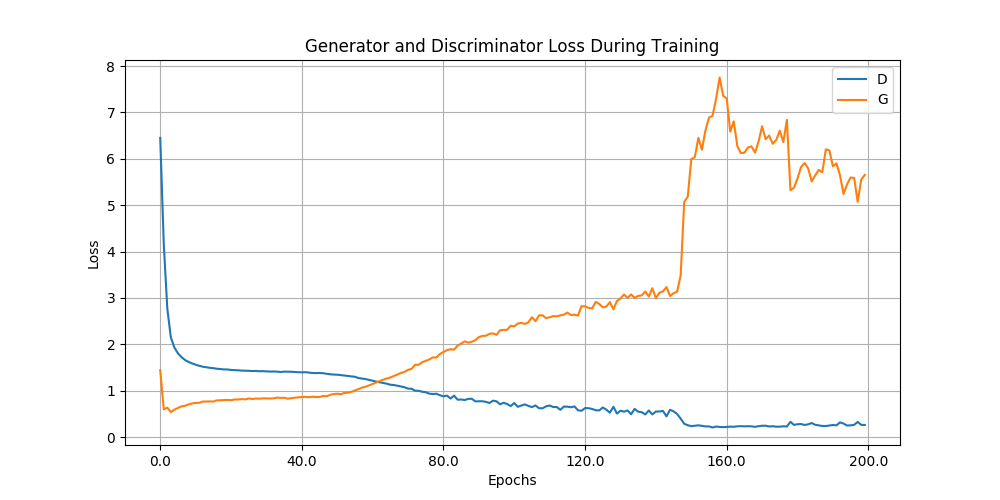 Generator and Discriminator Loss During Training
D
G
8
7
6
5
4
3
2
1
0
Loss
0.0 40.0 80.0 120.0 160.0 200.0
Epochs